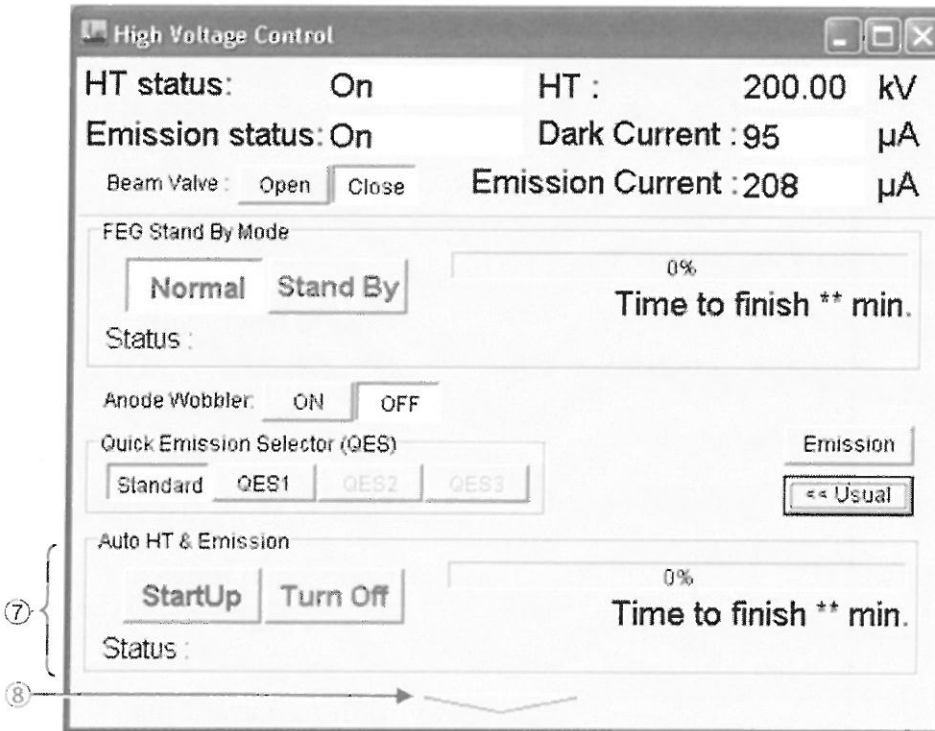 High Voltage Control
HT status: On HT : 200.00 kV
Emission status: On Dark Current : 95 µA
Beam Valve : Open Close Emission Current : 208 µA
FEG Stand By Mode
Normal Stand By 0%
Time to finish ** min.
Status :
Anode Wobbler: ON OFF
Quick Emission Selector (QES) Emission
Standard QES1 QES2 QES3 << Usual
Auto HT & Emission
StartUp Turn Off 0%
⑦ Time to finish ** min.
Status :
⑧